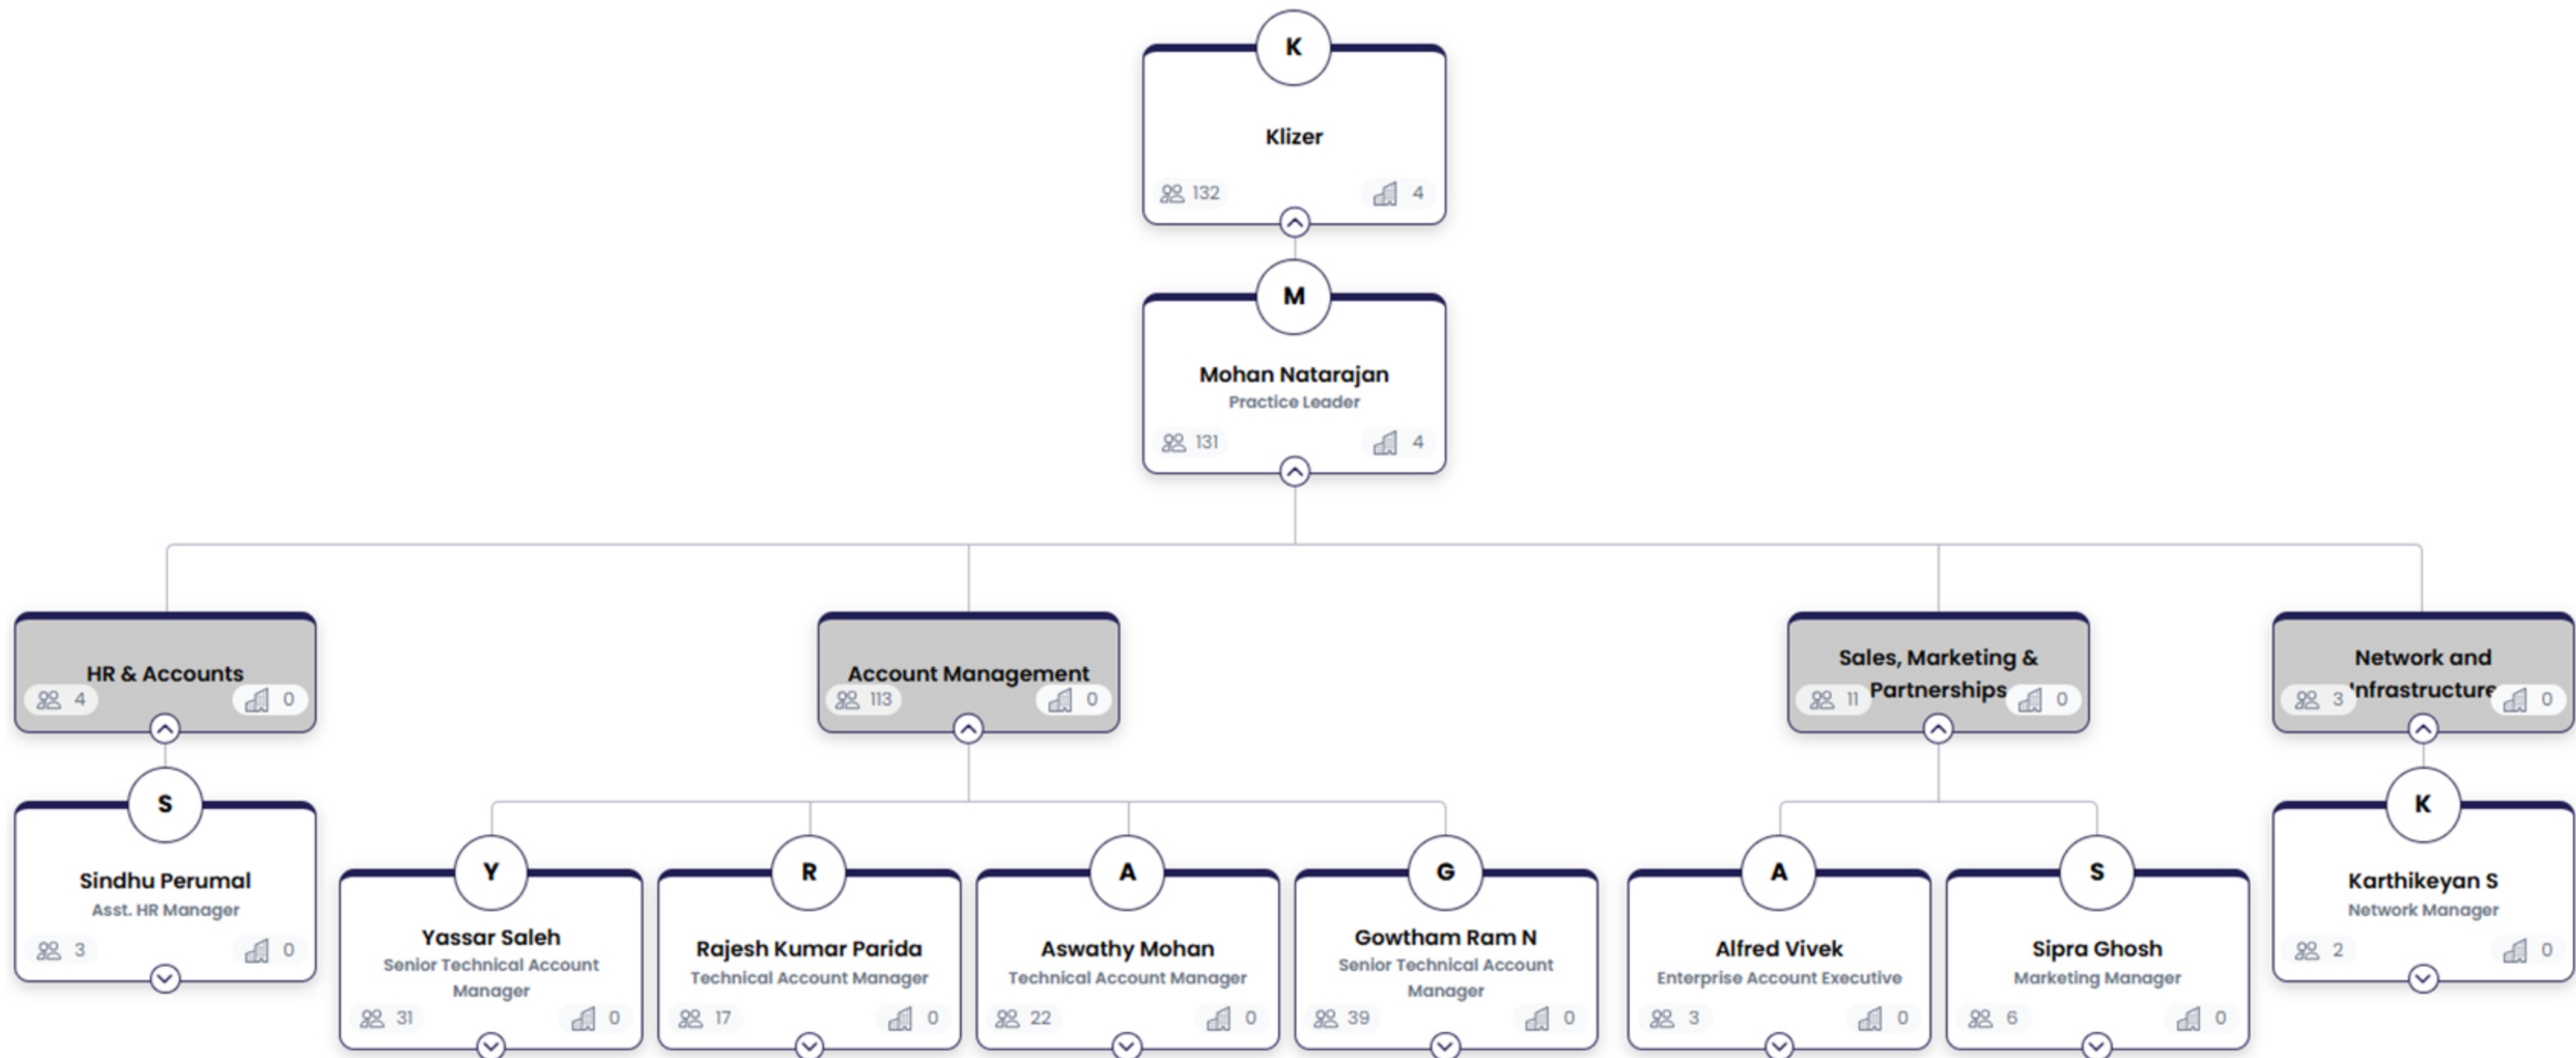 K
Klizer
132 4
M
Mohan Natarajan
Practice Leader
131 4
HR & Accounts
4 0
Account Management
113 0
Sales, Marketing &
Partnerships
11 0
Network and
Infrastructure
3 0
S
Sindhu Perumal
Asst. HR Manager
3 0
Y
Yassar Saleh
Senior Technical Account
Manager
31 0
R
Rajesh Kumar Parida
Technical Account Manager
17 0
A
Aswathy Mohan
Technical Account Manager
22 0
G
Gowtham Ram N
Senior Technical Account
Manager
39 0
A
Alfred Vivek
Enterprise Account Executive
3 0
S
Sipra Ghosh
Marketing Manager
6 0
K
Karthikeyan S
Network Manager
2 0